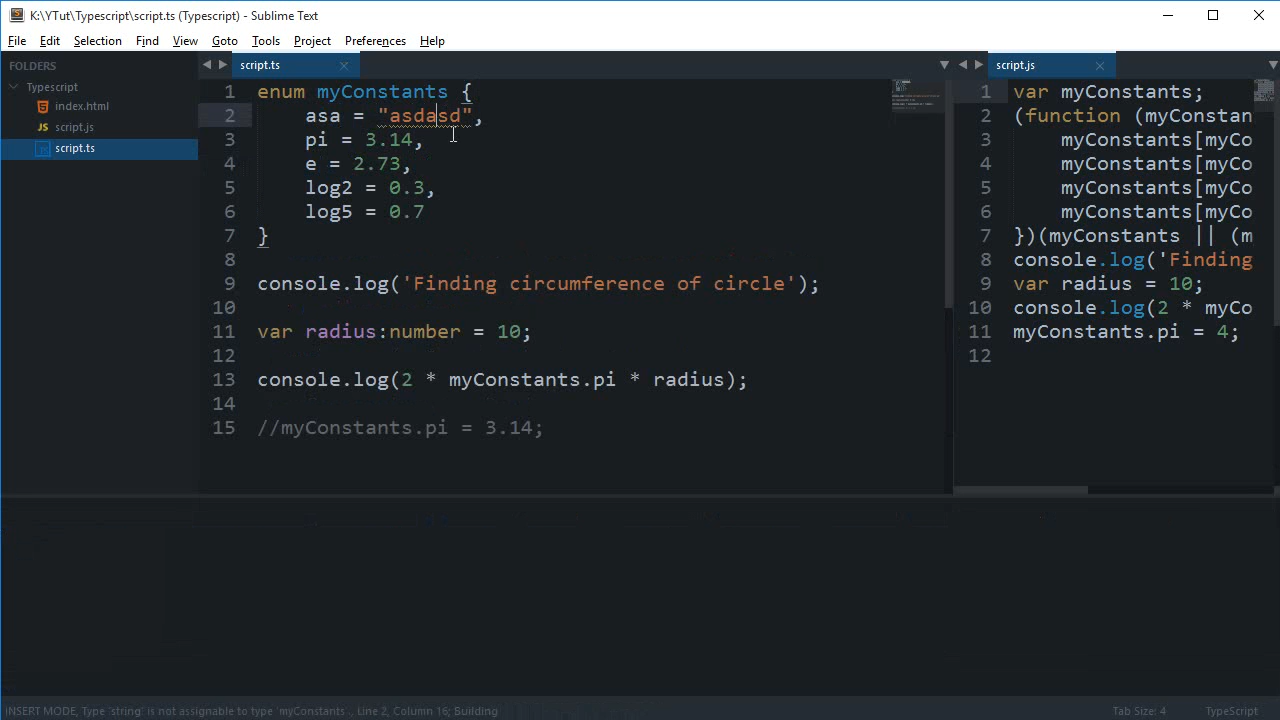 K:\YTut\Typescript\script.ts (Typescript) - Sublime Text
File Edit Selection Find View Goto Tools Project Preferences Help
FOLDERS
Typescript
index.html
script.js
script.ts
script.ts
1 enum myConstants {
2 asa = "asdasd",
3 pi = 3.14,
4 e = 2.73,
5 log2 = 0.3,
6 log5 = 0.7
7 }
8
9 console.log('Finding circumference of circle');
10
11 var radius:number = 10;
12
13 console.log(2 * myConstants.pi * radius);
14
15 //myConstants.pi = 3.14;
script.js
1 var myConstants;
2 (function (myConstan
3 myConstants[myCo
4 myConstants[myCo
5 myConstants[myCo
6 myConstants[myCo
7 })(myConstants || (m
8 console.log('Finding
9 var radius = 10;
10 console.log(2 * myCo
11 myConstants.pi = 4;
12
INSERT MODE, Type 'string' is not assignable to type 'myConstants'., Line 2, Column 16; Building
Tab Size: 4
TypeScript